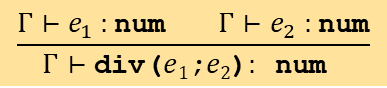 Γ ⊢ e₁ : num Γ ⊢ e₂ : num
Γ ⊢ div(e₁;e₂): num